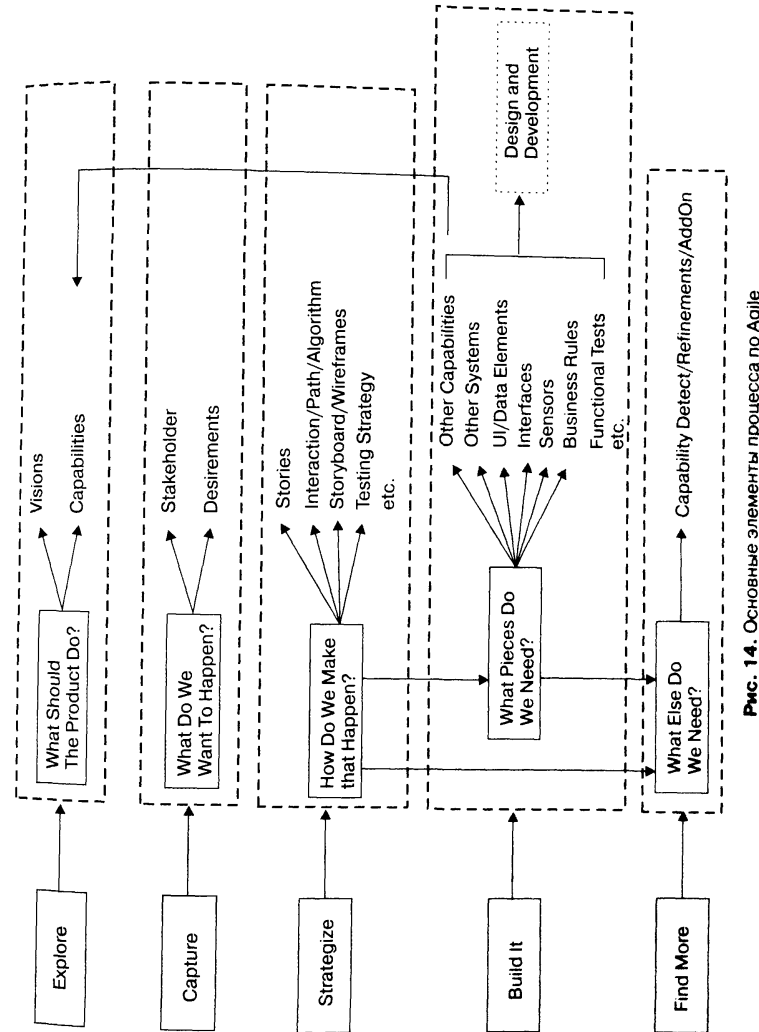 Explore
What Should
The Product Do?
Visions
Capabilities
Capture
What Do We
Want To Happen?
Stakeholder
Desirements
Strategize
How Do We Make
that Happen?
Stories
Interaction/Path/Algorithm
Storyboard/Wireframes
Testing Strategy
etc.
Build It
What Pieces Do
We Need?
Other Capabilities
Other Systems
UI/Data Elements
Interfaces
Sensors
Business Rules
Functional Tests
etc.
Design and
Development
Find More
What Else Do
We Need?
Capability Detect/Refinements/AddOn
Рис. 14. Основные элементы процесса по Agile